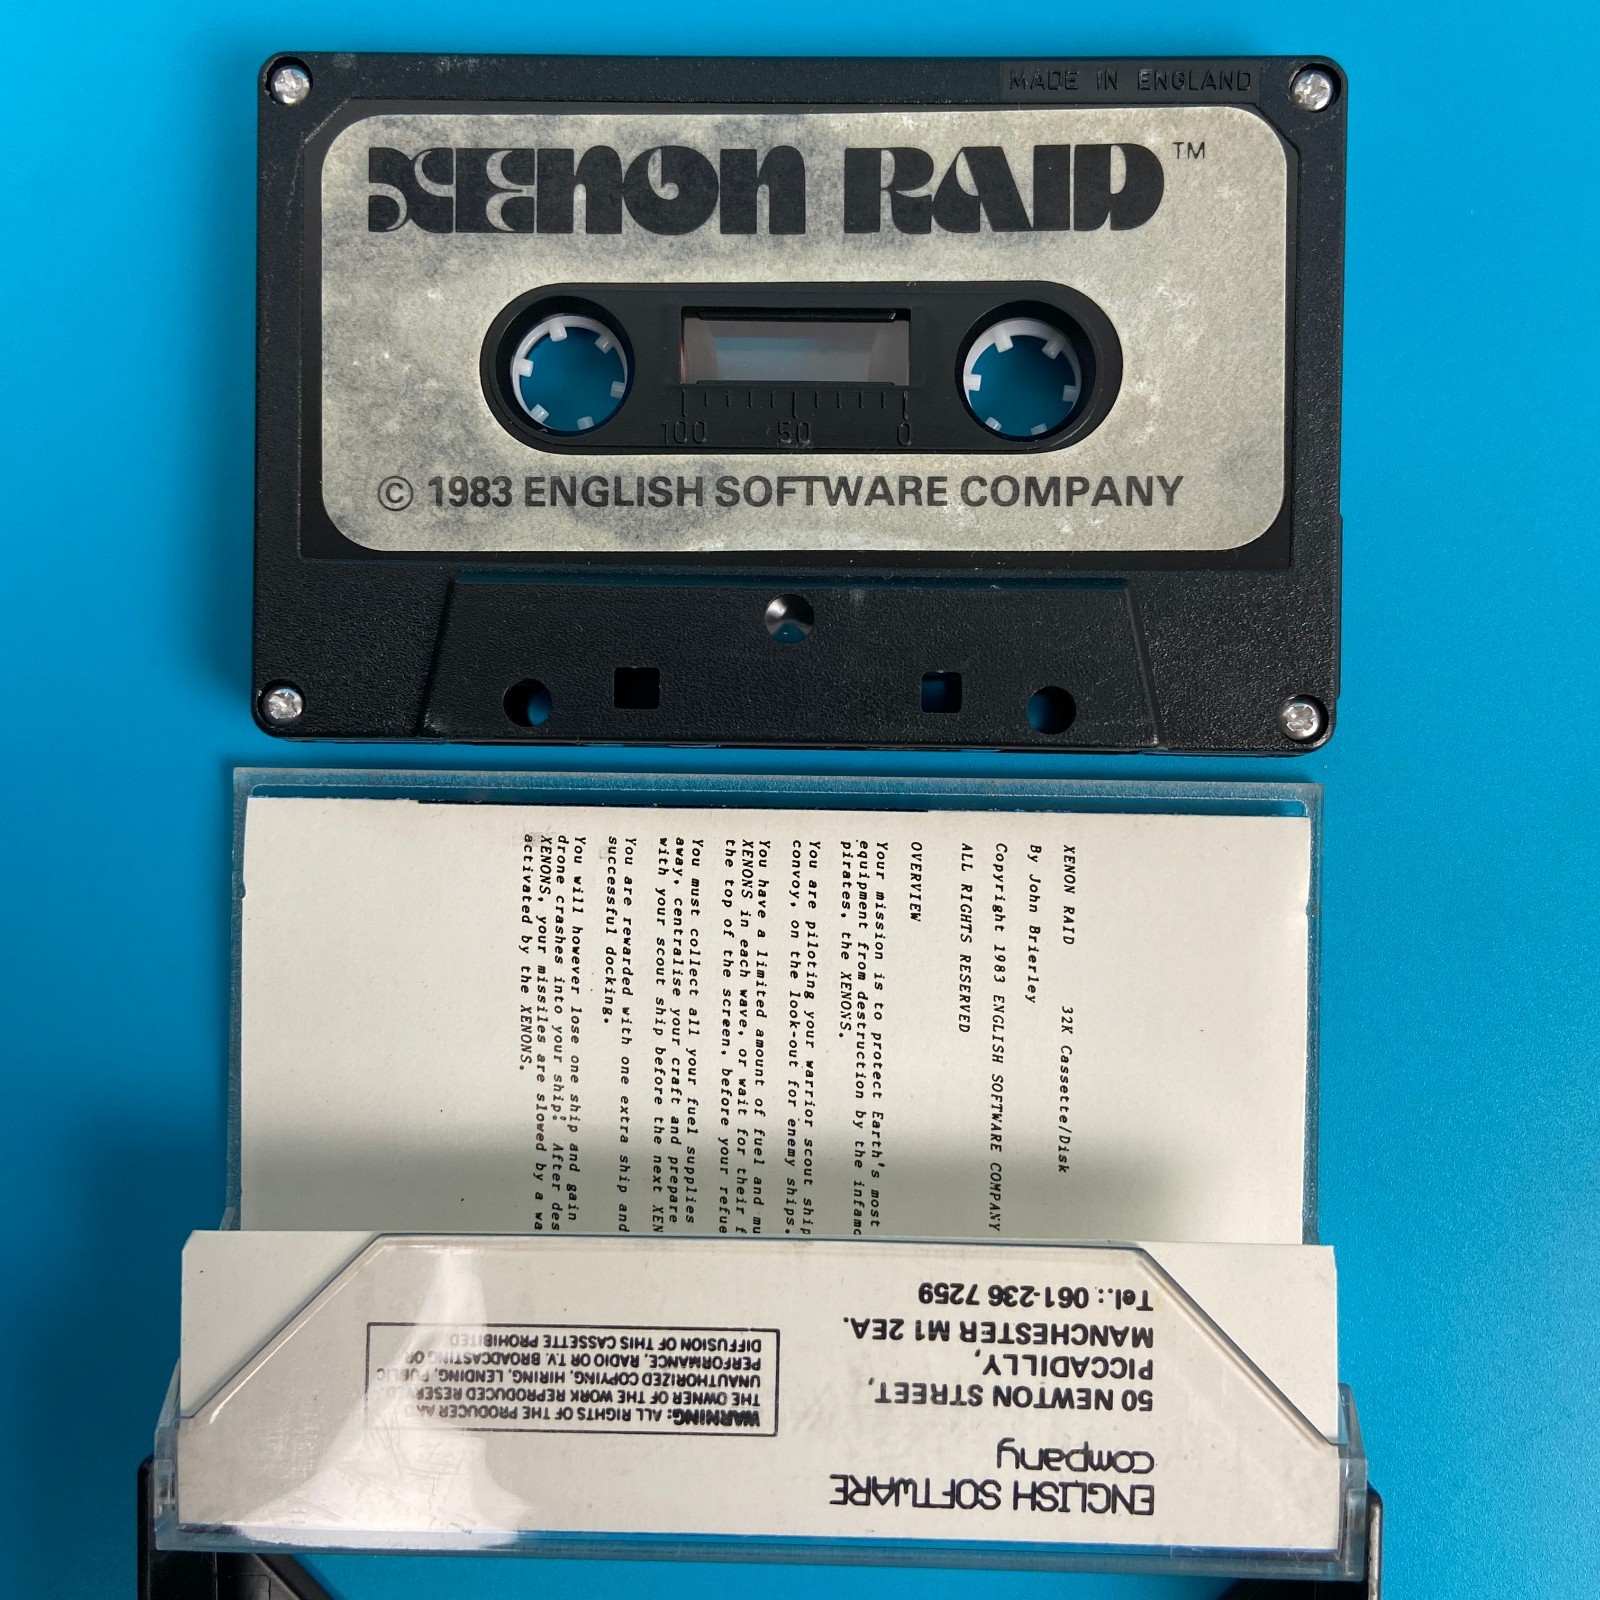 MADE IN ENGLAND
XENON RAID™
100 50 0
© 1983 ENGLISH SOFTWARE COMPANY
XENON RAID 32K Cassette/Disk
By John Brierley
Copyright 1983 ENGLISH SOFTWARE COMPANY
ALL RIGHTS RESERVED
OVERVIEW
Your mission is to protect Earth's most
equipment from destruction by the
pirates, the XENONS.
You are piloting your warrior scout ship
convoy, on the look-out for enemy ships.
You have a limited amount of fuel and
XENONS in each wave, or wait for their
the top of the screen, before your
You must collect all your fuel supplies
away, centralise your craft and prepare
with your scout ship before the next
successful docking.
You are rewarded with one extra ship and
You will however lose one ship and gain
drone crashes into your ship. After
XENONS, your missiles are slowed by a
activated by the XENONS.
ENGLISH SOFTWARE
company
50 NEWTON STREET,
PICCADILLY,
MANCHESTER M1 2EA.
Tel.: 061-236 7259
WARNING: ALL RIGHTS OF THE PRODUCER AND
THE OWNER OF THE WORK REPRODUCED RESERVED.
UNAUTHORIZED COPYING, HIRING, LENDING, PUBLIC
PERFORMANCE, RADIO OR T.V. BROADCASTING OR
DIFFUSION OF THIS CASSETTE PROHIBITED.